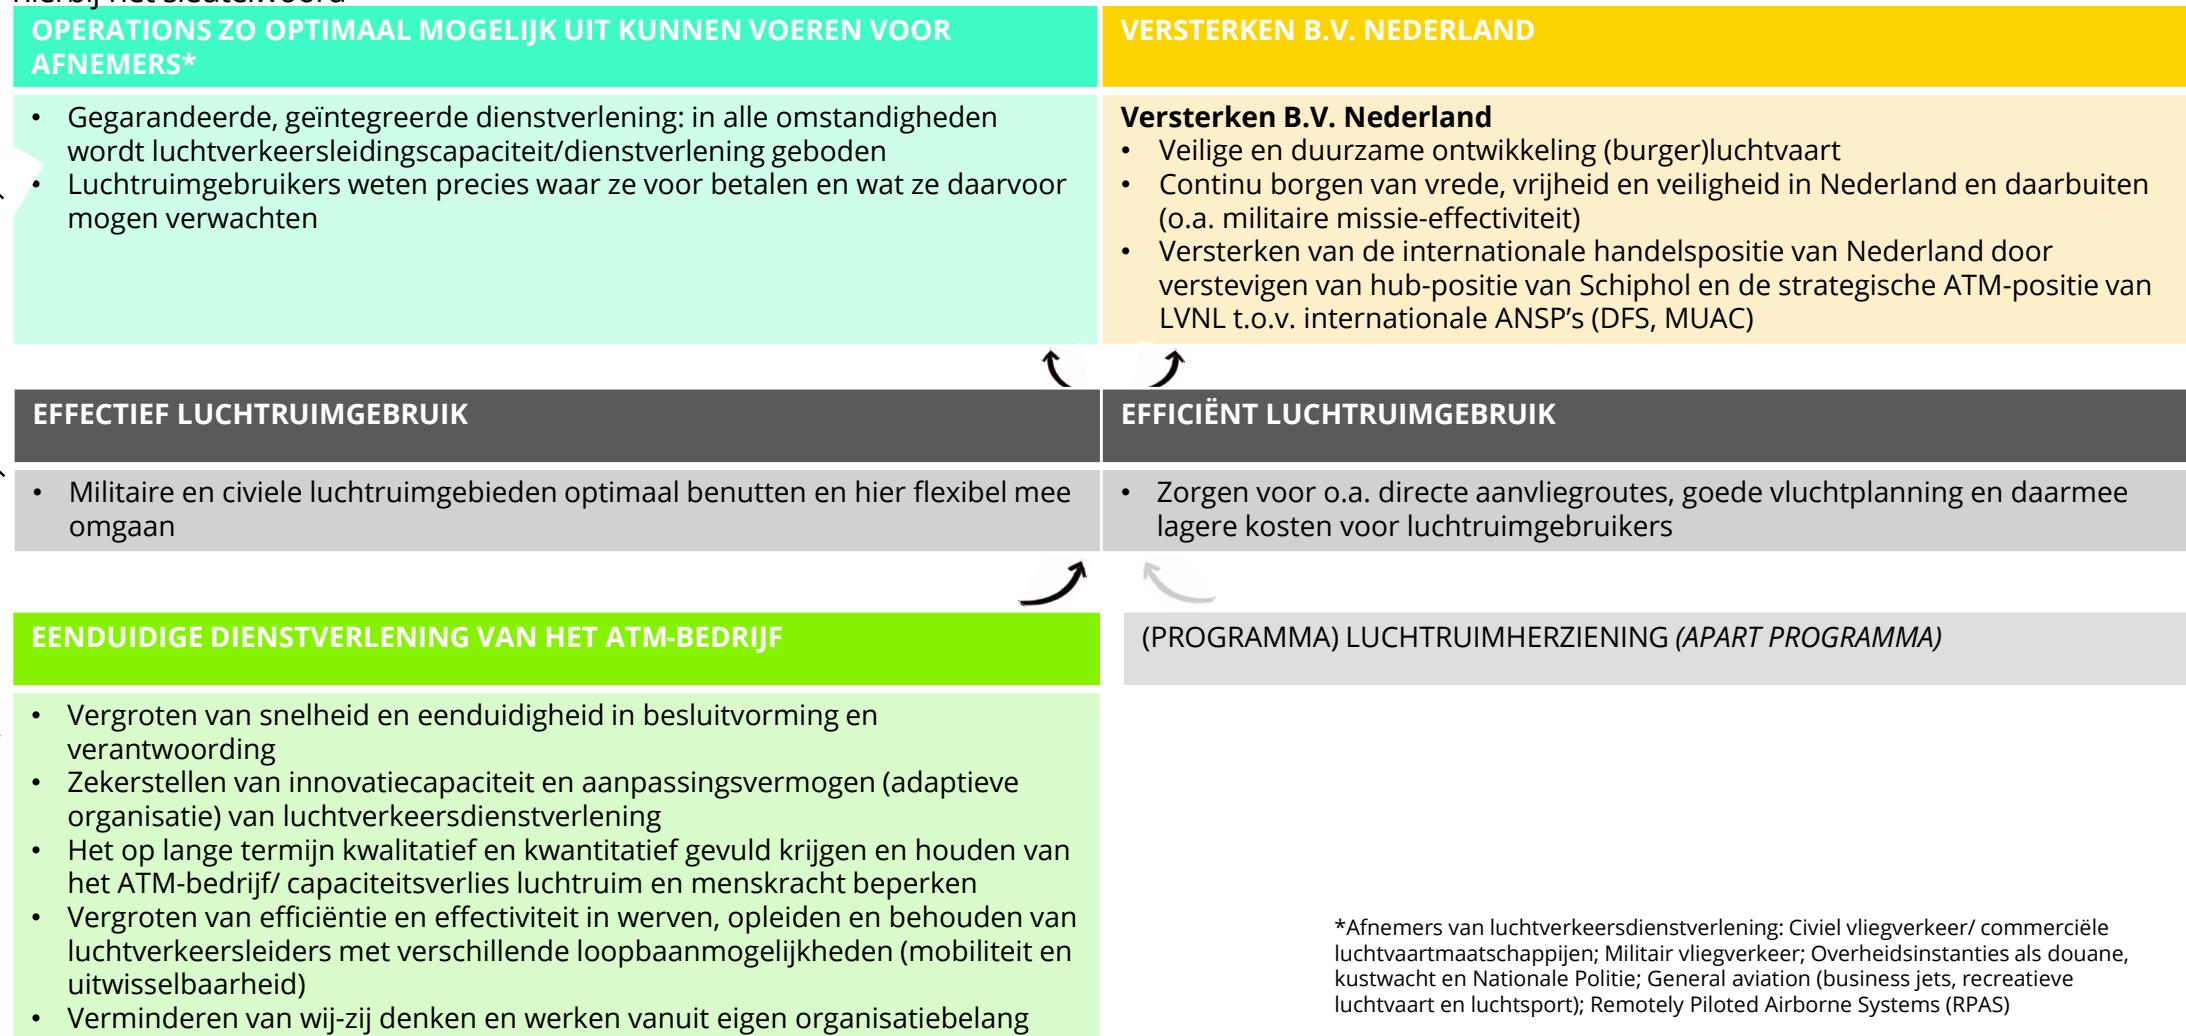 hierbij het sleutelwoord
OPERATIONS ZO OPTIMAAL MOGELIJK UIT KUNNEN VOEREN VOOR
AFNEMERS*
• Gegarandeerde, geïntegreerde dienstverlening: in alle omstandigheden
wordt luchtverkeersleidingscapaciteit/dienstverlening geboden
• Luchtruimgebruikers weten precies waar ze voor betalen en wat ze daarvoor
mogen verwachten
VERSTERKEN B.V. NEDERLAND
Versterken B.V. Nederland
• Veilige en duurzame ontwikkeling (burger)luchtvaart
• Continu borgen van vrede, vrijheid en veiligheid in Nederland en daarbuiten
(o.a. militaire missie-effectiviteit)
• Versterken van de internationale handelspositie van Nederland door
verstevigen van hub-positie van Schiphol en de strategische ATM-positie van
LVNL t.o.v. internationale ANSP's (DFS, MUAC)
EFFECTIEF LUCHTRUIMGEBRUIK
• Militaire en civiele luchtruimgebieden optimaal benutten en hier flexibel mee
omgaan
EFFICIËNT LUCHTRUIMGEBRUIK
• Zorgen voor o.a. directe aanvliegroutes, goede vluchtplanning en daarmee
lagere kosten voor luchtruimgebruikers
EENDUIDIGE DIENSTVERLENING VAN HET ATM-BEDRIJF
• Vergroten van snelheid en eenduidigheid in besluitvorming en
verantwoording
• Zekerstellen van innovatiecapaciteit en aanpassingsvermogen (adaptieve
organisatie) van luchtverkeersdienstverlening
• Het op lange termijn kwalitatief en kwantitatief gevuld krijgen en houden van
het ATM-bedrijf/ capaciteitsverlies luchtruim en menskracht beperken
• Vergroten van efficiëntie en effectiviteit in werven, opleiden en behouden van
luchtverkeersleiders met verschillende loopbaanmogelijkheden (mobiliteit en
uitwisselbaarheid)
• Verminderen van wij-zij denken en werken vanuit eigen organisatiebelang
(PROGRAMMA) LUCHTRUIMHERZIENING (APART PROGRAMMA)
*Afnemers van luchtverkeersdienstverlening: Civiel vliegverkeer/ commerciële
luchtvaartmaatschappijen; Militair vliegverkeer; Overheidsinstanties als douane,
kustwacht en Nationale Politie; General aviation (business jets, recreatieve
luchtvaart en luchtsport); Remotely Piloted Airborne Systems (RPAS)